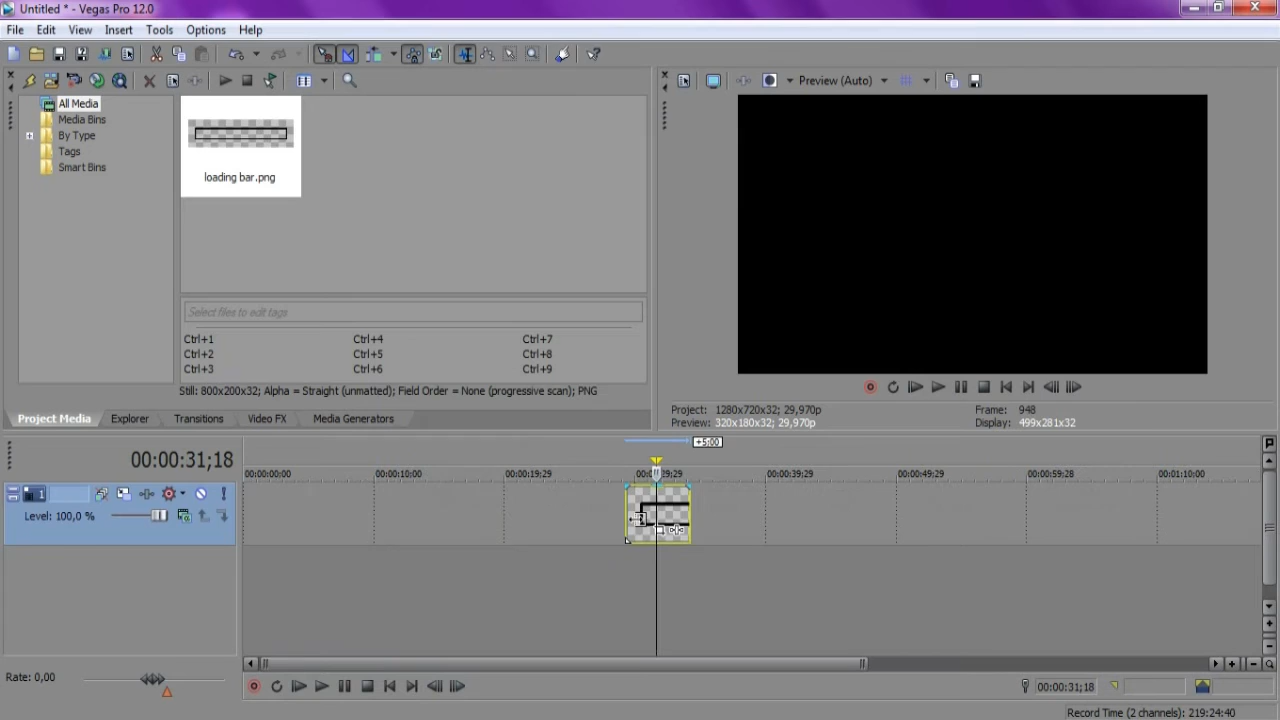 Untitled * - Vegas Pro 12.0
File Edit View Insert Tools Options Help
Preview (Auto)
All Media
Media Bins
By Type
Tags
Smart Bins
loading bar.png
Select files to edit tags
Ctrl+1 Ctrl+4 Ctrl+7
Ctrl+2 Ctrl+5 Ctrl+8
Ctrl+3 Ctrl+6 Ctrl+9
Still: 800x200x32; Alpha = Straight (unmatted); Field Order = None (progressive scan); PNG
Project Media Explorer Transitions Video FX Media Generators
Project: 1280x720x32; 29,970p Frame: 948
Preview: 320x180x32; 29,970p Display: 499x281x32
+5;00
00:00:31;18
00:00:00;00 00:00:10;00 00:00:19;29 00:00:39;29 00:00:49;29 00:00:59;28 00:01:10;00
1
Level: 100,0 %
Rate: 0,00
00:00:31;18
Record Time (2 channels): 219:24:40